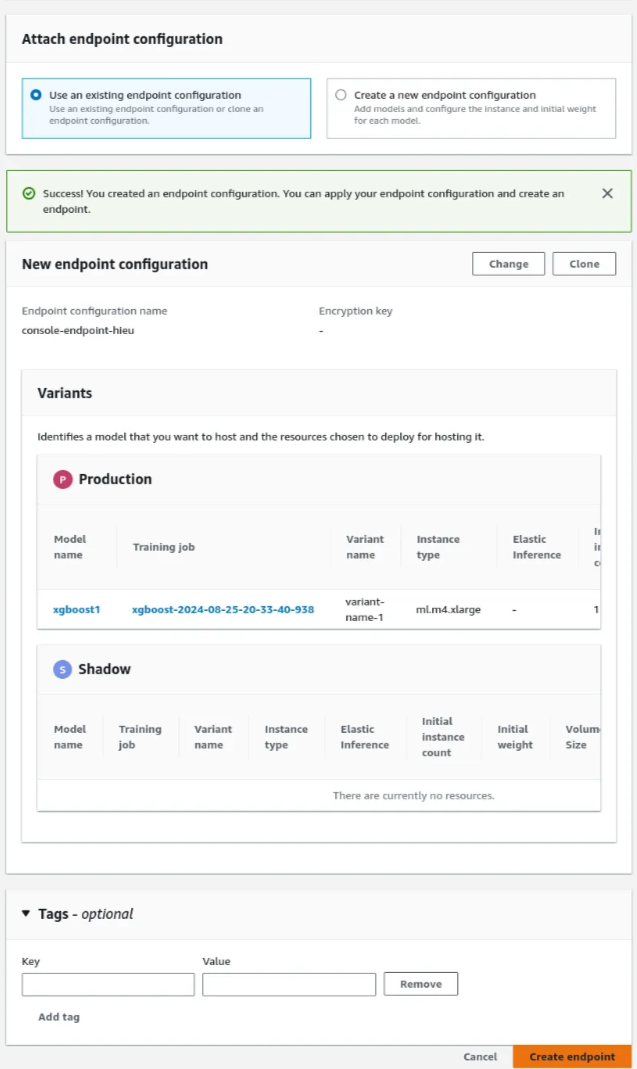 Attach endpoint configuration
Use an existing endpoint configuration
Use an existing endpoint configuration or clone an
endpoint configuration.
Create a new endpoint configuration
Add models and configure the instance and initial weight
for each model.
Success! You created an endpoint configuration. You can apply your endpoint configuration and create an
endpoint.
New endpoint configuration
Change
Clone
Endpoint configuration name
Encryption key
console-endpoint-hieu
-
Variants
Identifies a model that you want to host and the resources chosen to deploy for hosting it.
P Production
Model
name
Training job
Variant
name
Instance
type
Elastic
Inference
xgboost1
xgboost-2024-08-25-20-33-40-938
variant-
name-1
ml.m4.xlarge
-
1
S Shadow
Model
name
Training
job
Variant
name
Instance
type
Elastic
Inference
Initial
instance
count
Initial
weight
Volum
Size
There are currently no resources.
Tags - optional
Key
Value
Remove
Add tag
Cancel
Create endpoint